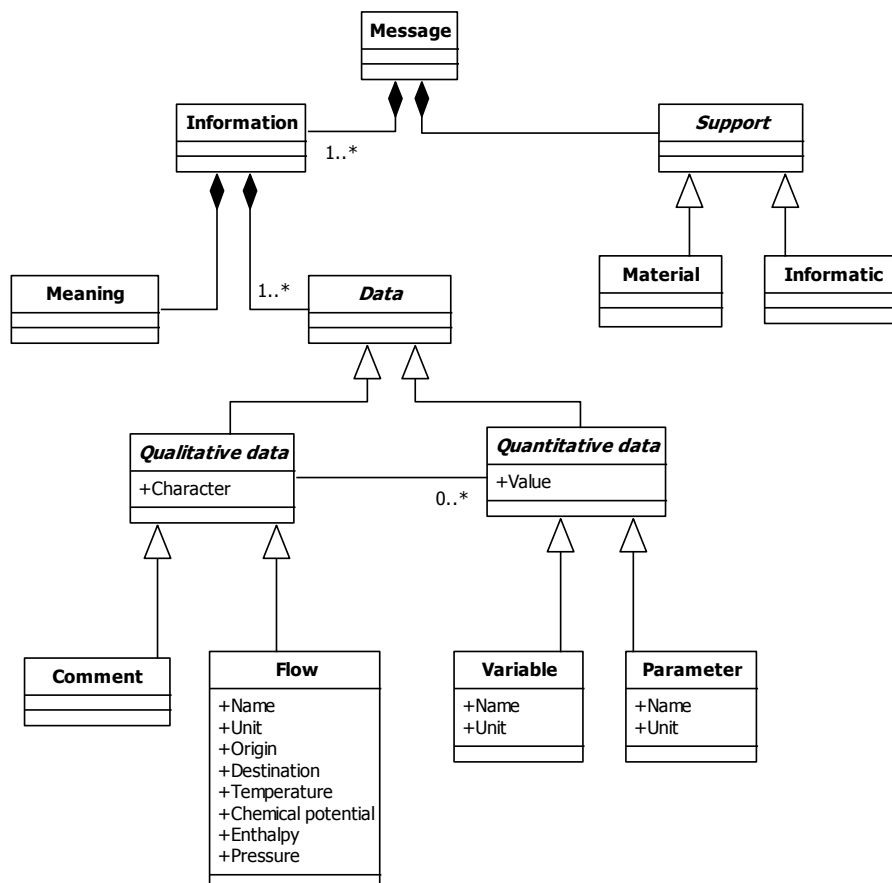 Message
Information
Support
1..*
Material
Informatic
Meaning
1..*
Data
Qualitative data
+Character
Quantitative data
+Value
0..*
Comment
Flow
+Name
+Unit
+Origin
+Destination
+Temperature
+Chemical potential
+Enthalpy
+Pressure
Variable
+Name
+Unit
Parameter
+Name
+Unit